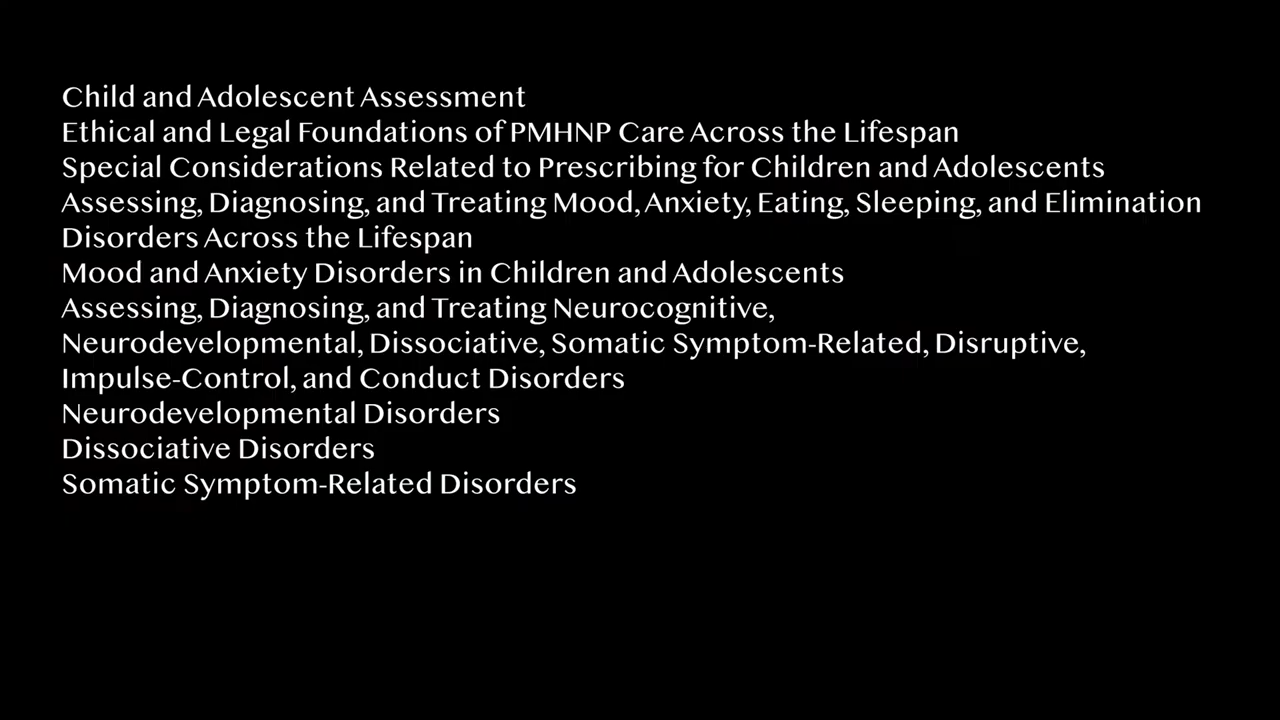 Child and Adolescent Assessment
Ethical and Legal Foundations of PMHNP Care Across the Lifespan
Special Considerations Related to Prescribing for Children and Adolescents
Assessing, Diagnosing, and Treating Mood, Anxiety, Eating, Sleeping, and Elimination
Disorders Across the Lifespan
Mood and Anxiety Disorders in Children and Adolescents
Assessing, Diagnosing, and Treating Neurocognitive,
Neurodevelopmental, Dissociative, Somatic Symptom-Related, Disruptive,
Impulse-Control, and Conduct Disorders
Neurodevelopmental Disorders
Dissociative Disorders
Somatic Symptom-Related Disorders